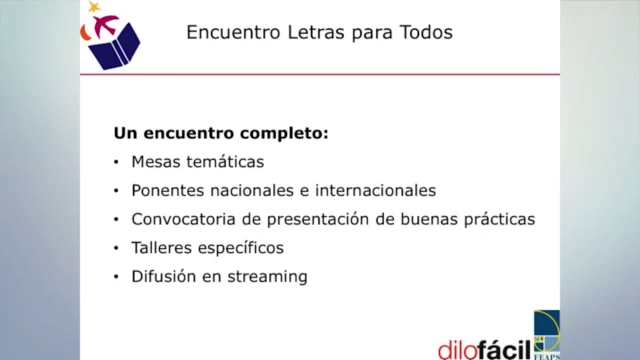 Encuentro Letras para Todos
Un encuentro completo:
• Mesas temáticas
• Ponentes nacionales e internacionales
• Convocatoria de presentación de buenas prácticas
• Talleres específicos
• Difusión en streaming
dilofácil
FEAPS